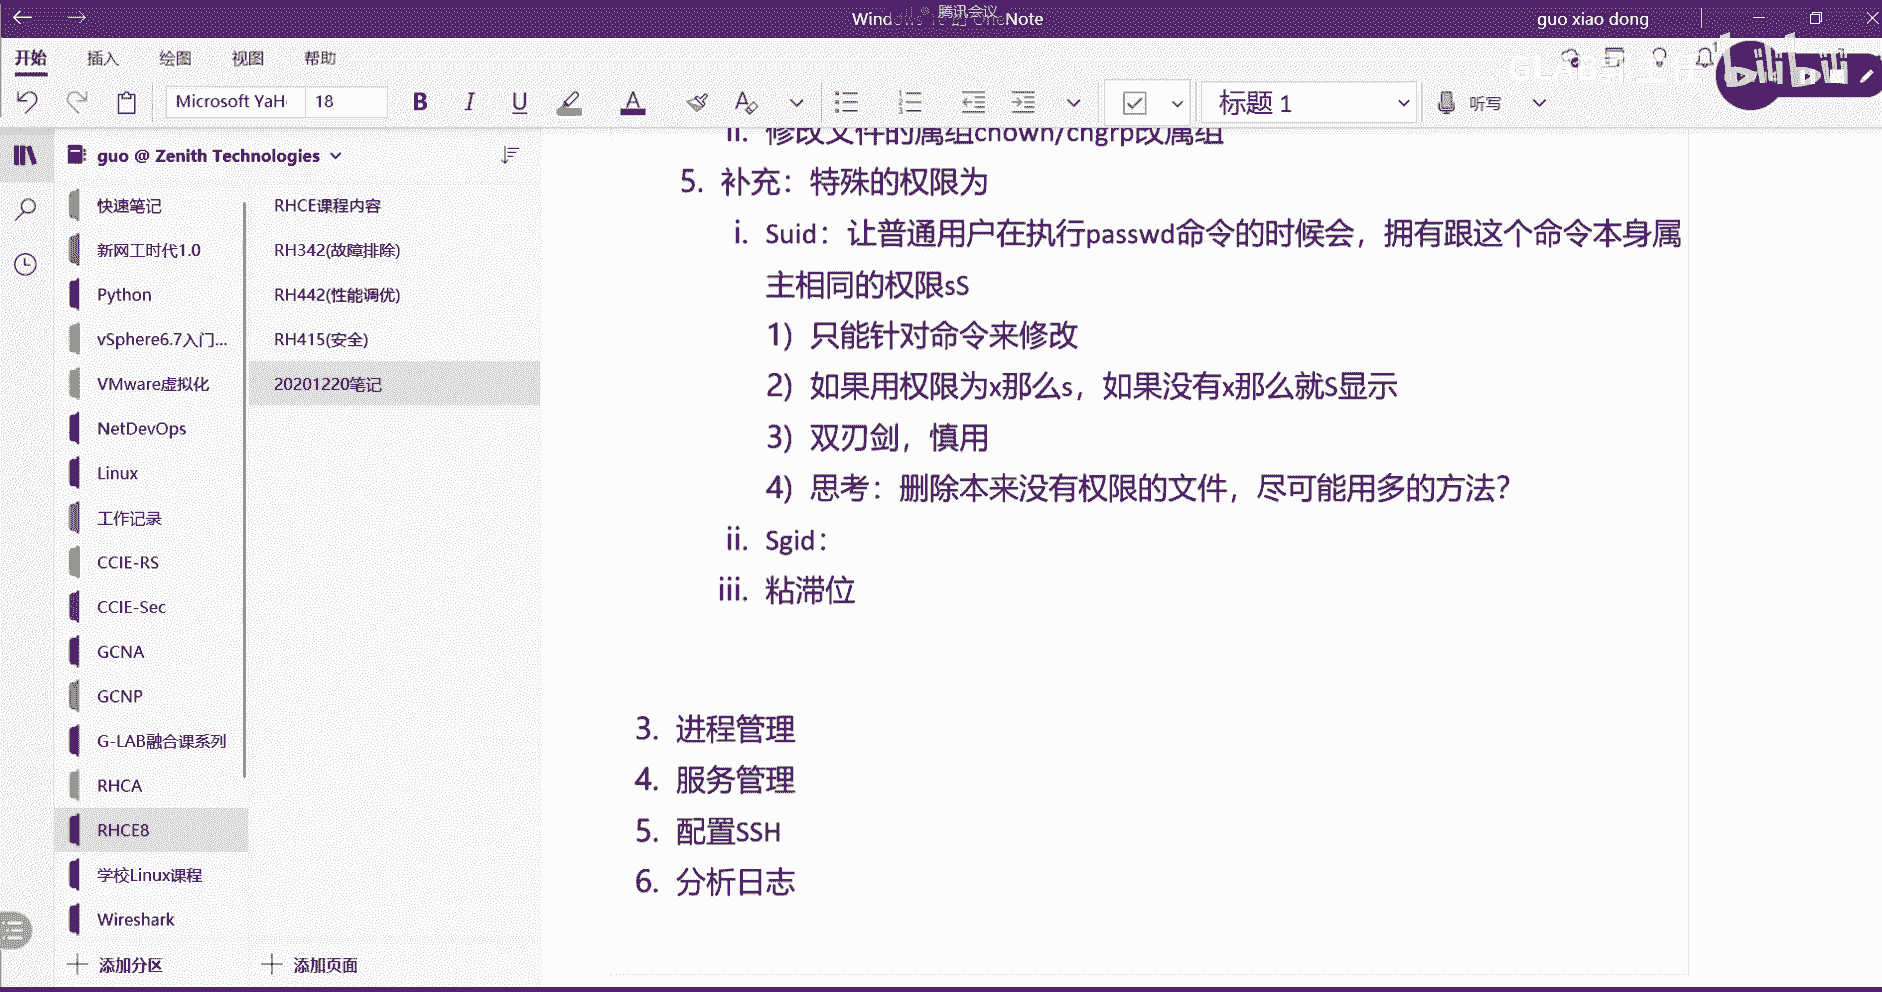 腾讯会议
Windows 10 的 OneNote
guo xiao dong
开始 插入 绘图 视图 帮助
bilibili
Microsoft YaHe 18 B I U A A 标题 1 听写
guo @ Zenith Technologies
快速笔记
新网工时代1.0
Python
vSphere6.7入门...
VMware虚拟化
NetDevOps
Linux
工作记录
CCIE-RS
CCIE-Sec
GCNA
GCNP
G-LAB融合课系列
RHCA
RHCE8
学校Linux课程
Wireshark
添加分区
RHCE课程内容
RH342(故障排除)
RH442(性能调优)
RH415(安全)
20201220笔记
添加页面
ii. 修改文件的属组chown/chgrp改属组
5. 补充：特殊的权限为
i. Suid：让普通用户在执行passwd命令的时候会，拥有跟这个命令本身属
主相同的权限sS
1) 只能针对命令来修改
2) 如果用权限为x那么s，如果没有x那么就S显示
3) 双刃剑，慎用
4) 思考：删除本来没有权限的文件，尽可能用多的方法？
ii. Sgid：
iii. 粘滞位
3. 进程管理
4. 服务管理
5. 配置SSH
6. 分析日志